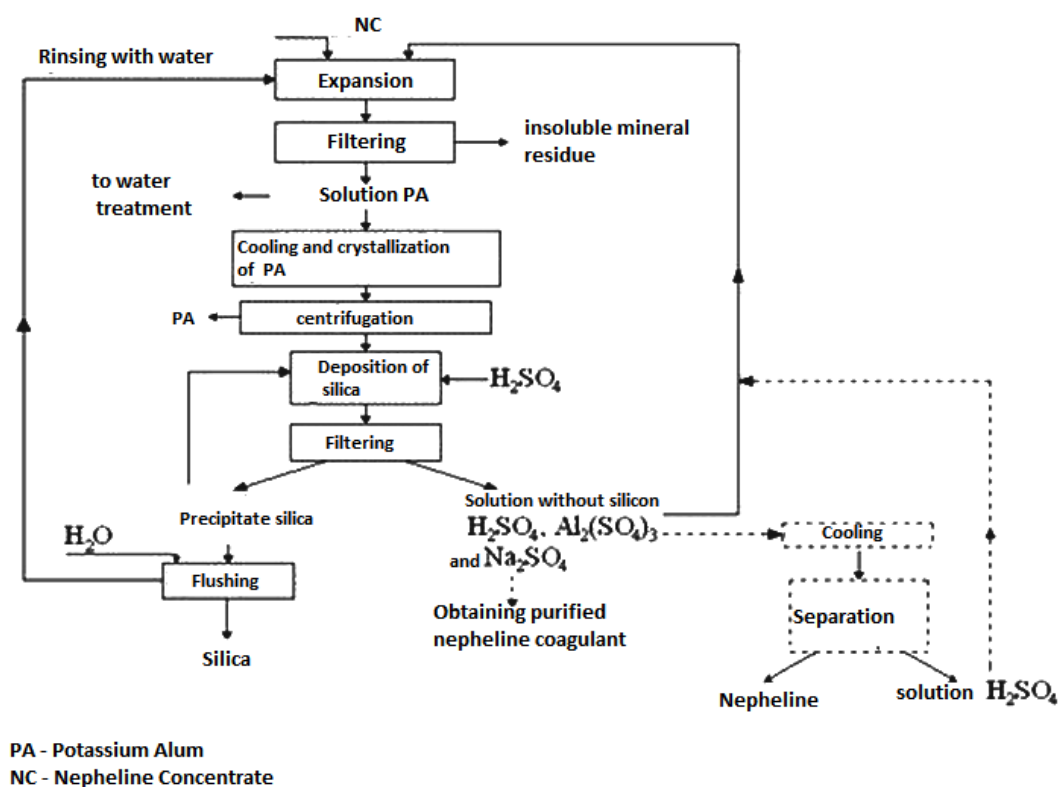 NC
Rinsing with water
Expansion
Filtering
insoluble mineral
residue
to water
treatment
Solution PA
Cooling and crystallization
of PA
PA
centrifugation
Deposition of
silica
H₂SO₄
Filtering
Precipitate silica
Solution without silicon
H₂SO₄, Al₂(SO₄)₃
and Na₂SO₄
Cooling
H₂O
Flushing
Obtaining purified
nepheline coagulant
Separation
Silica
Nepheline
solution H₂SO₄
PA - Potassium Alum
NC - Nepheline Concentrate